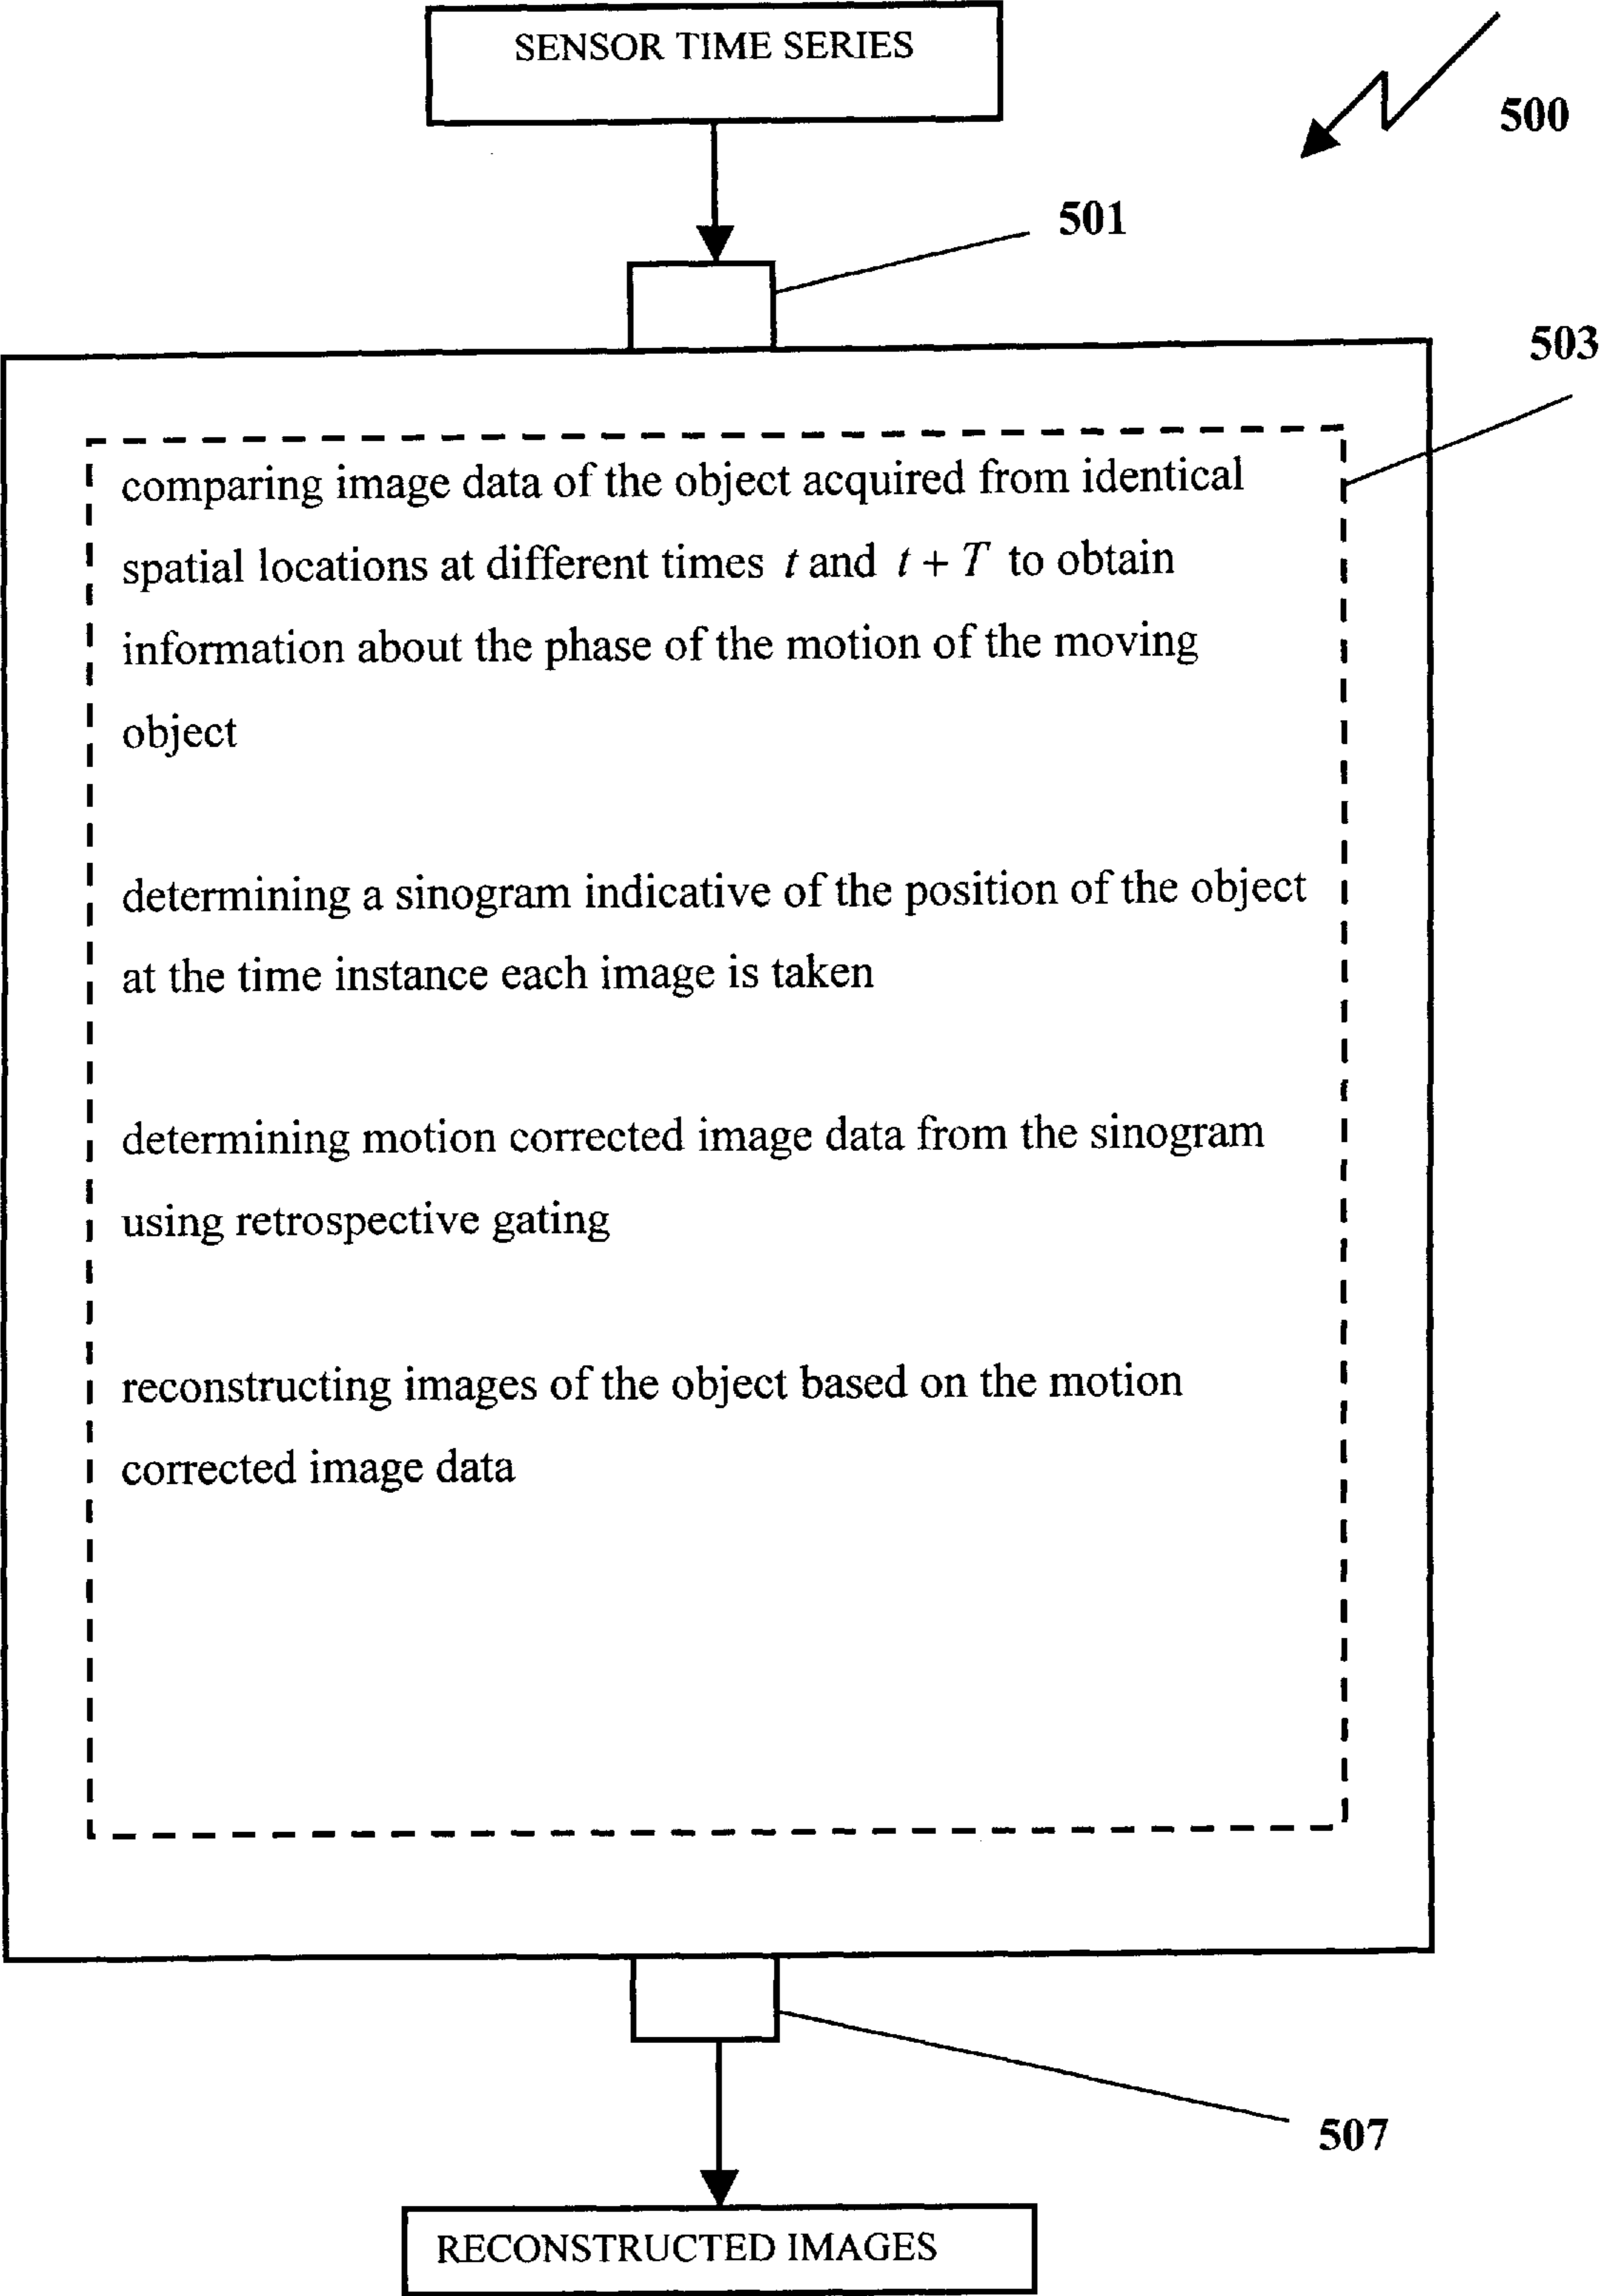 SENSOR TIME SERIES
500
501
503
comparing image data of the object acquired from identical
spatial locations at different times t and t + T to obtain
information about the phase of the motion of the moving
object
determining a sinogram indicative of the position of the object
at the time instance each image is taken
determining motion corrected image data from the sinogram
using retrospective gating
reconstructing images of the object based on the motion
corrected image data
507
RECONSTRUCTED IMAGES